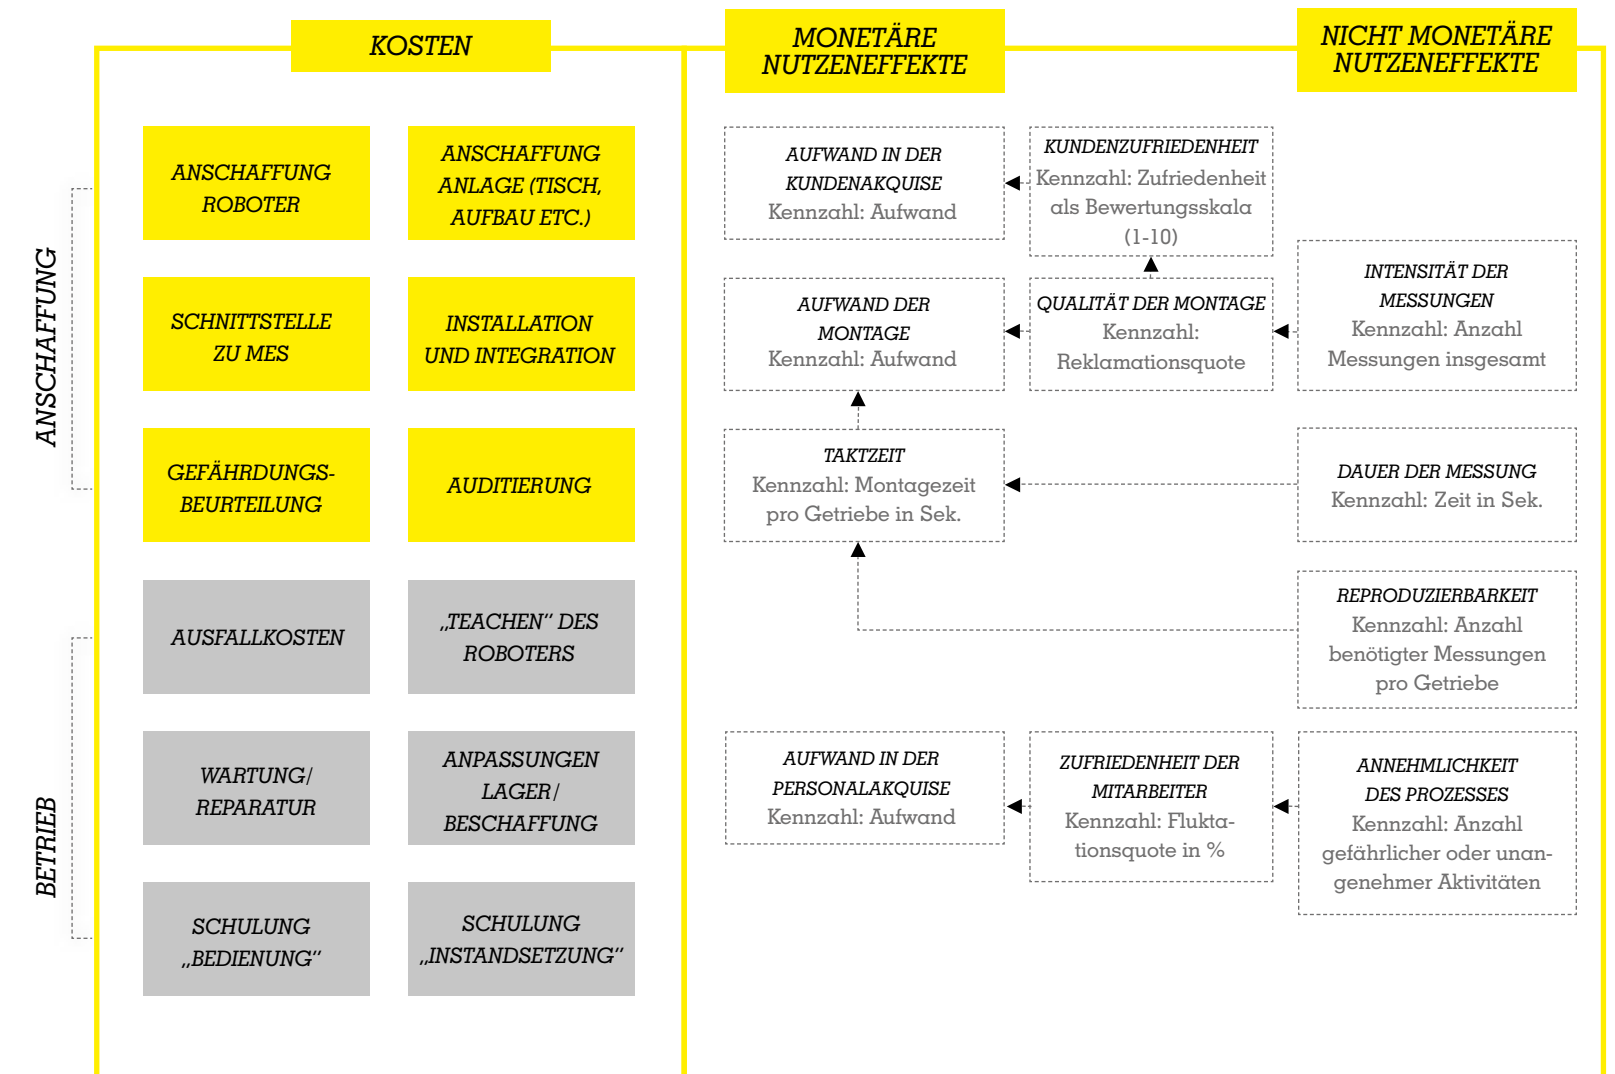 KOSTEN
MONETÄRE
NUTZENEFFEKTE
NICHT MONETÄRE
NUTZENEFFEKTE
ANSCHAFFUNG
ANSCHAFFUNG
ROBOTER
ANSCHAFFUNG
ANLAGE (TISCH,
AUFBAU ETC.)
SCHNITTSTELLE
ZU MES
INSTALLATION
UND INTEGRATION
GEFÄHRDUNGS-
BEURTEILUNG
AUDITIERUNG
BETRIEB
AUSFALLKOSTEN
„TEACHEN“ DES
ROBOTERS
WARTUNG/
REPARATUR
ANPASSUNGEN
LAGER/
BESCHAFFUNG
SCHULUNG
„BEDIENUNG“
SCHULUNG
„INSTANDSETZUNG“
AUFWAND IN DER
KUNDENAKQUISE
Kennzahl: Aufwand
KUNDENZUFRIEDENHEIT
Kennzahl: Zufriedenheit
als Bewertungsskala
(1-10)
AUFWAND DER
MONTAGE
Kennzahl: Aufwand
QUALITÄT DER MONTAGE
Kennzahl:
Reklamationsquote
INTENSITÄT DER
MESSUNGEN
Kennzahl: Anzahl
Messungen insgesamt
TAKTZEIT
Kennzahl: Montagezeit
pro Getriebe in Sek.
DAUER DER MESSUNG
Kennzahl: Zeit in Sek.
REPRODUZIERBARKEIT
Kennzahl: Anzahl
benötigter Messungen
pro Getriebe
AUFWAND IN DER
PERSONALAKQUISE
Kennzahl: Aufwand
ZUFRIEDENHEIT DER
MITARBEITER
Kennzahl: Flukta-
tionsquote in %
ANNEHMLICHKEIT
DES PROZESSES
Kennzahl: Anzahl
gefährlicher oder unan-
genehmer Aktivitäten